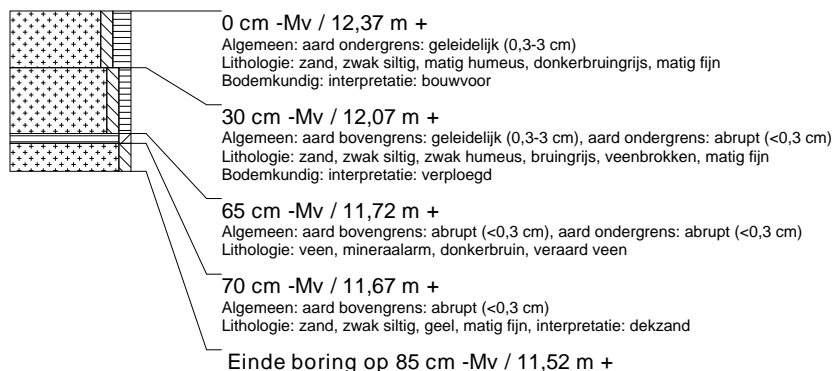 0 cm -Mv / 12,37 m +
Algemeen: aard ondergrens: geleidelijk (0,3-3 cm)
Lithologie: zand, zwak siltig, matig humeus, donkerbruingrijs, matig fijn
Bodemkundig: interpretatie: bouwvoor
30 cm -Mv / 12,07 m +
Algemeen: aard bovengrens: geleidelijk (0,3-3 cm), aard ondergrens: abrupt (<0,3 cm)
Lithologie: zand, zwak siltig, zwak humeus, bruingrijs, veenbrokken, matig fijn
Bodemkundig: interpretatie: verploegd
65 cm -Mv / 11,72 m +
Algemeen: aard bovengrens: abrupt (<0,3 cm), aard ondergrens: abrupt (<0,3 cm)
Lithologie: veen, mineraalarm, donkerbruin, veraard veen
70 cm -Mv / 11,67 m +
Algemeen: aard bovengrens: abrupt (<0,3 cm)
Lithologie: zand, zwak siltig, geel, matig fijn, interpretatie: dekzand
Einde boring op 85 cm -Mv / 11,52 m +